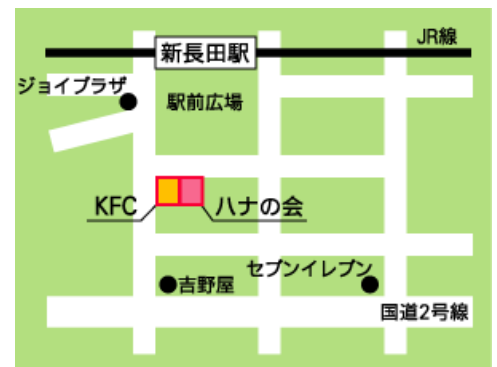 JR線
新長田駅
ジョイプラザ
駅前広場
KFC
ハナの会
セブンイレブン
吉野屋
国道2号線